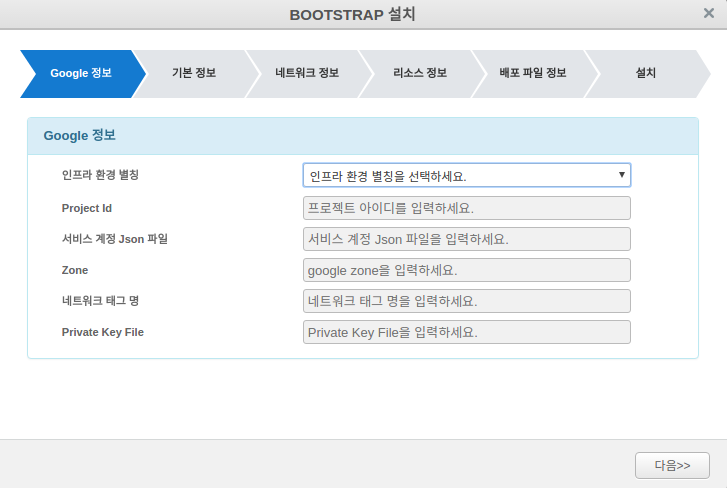 BOOTSTRAP 설치
Google 정보
기본 정보
네트워크 정보
리소스 정보
배포 파일 정보
설치
Google 정보
인프라 환경 별칭
인프라 환경 별칭을 선택하세요.
Project Id
프로젝트 아이디를 입력하세요.
서비스 계정 Json 파일
서비스 계정 Json 파일을 입력하세요.
Zone
google zone을 입력하세요.
네트워크 태그 명
네트워크 태그 명을 입력하세요.
Private Key File
Private Key File을 입력하세요.
다음>>